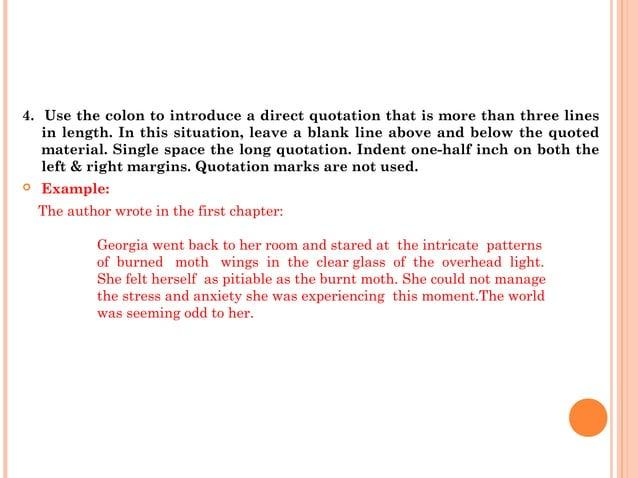 4. Use the colon to introduce a direct quotation that is more than three lines
in length. In this situation, leave a blank line above and below the quoted
material. Single space the long quotation. Indent one-half inch on both the
left & right margins. Quotation marks are not used.
Example:
The author wrote in the first chapter:
Georgia went back to her room and stared at the intricate patterns
of burned moth wings in the clear glass of the overhead light.
She felt herself as pitiable as the burnt moth. She could not manage
the stress and anxiety she was experiencing this moment.The world
was seeming odd to her.